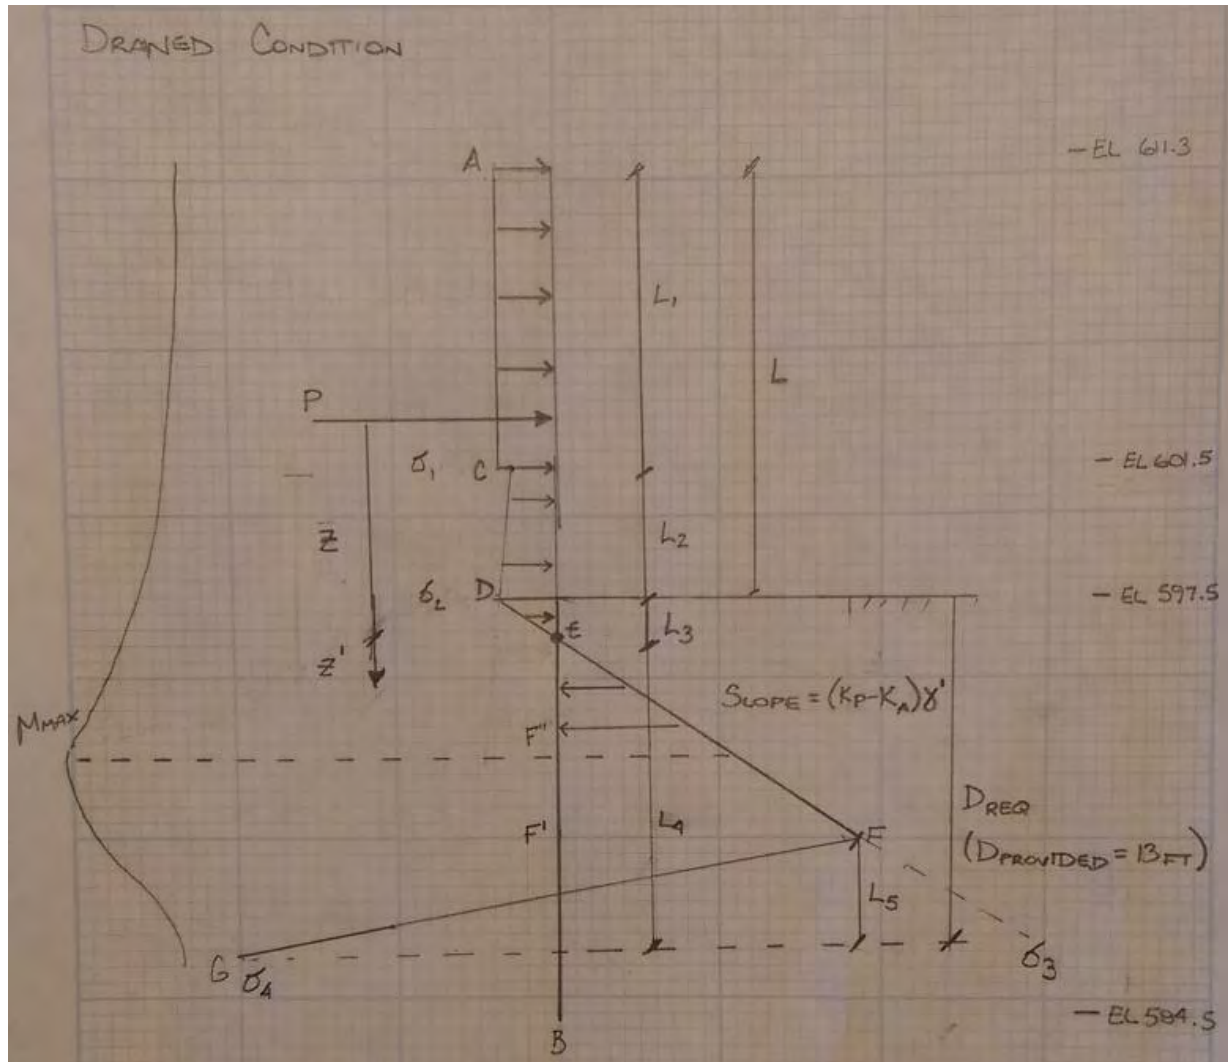 DRANED CONDITION
A
- EL 611.3
L₁
L
P
σ₁
C
- EL 601.5
Z
L₂
σ₂
D
- EL 597.5
E
L₃
Z'
SLOPE = (KP-KA)γ'
MMAX
F"
DREQ
F'
L4
F
(DPROVIDED = 13FT)
L₅
G
σ4
σ₃
- EL 584.5
B